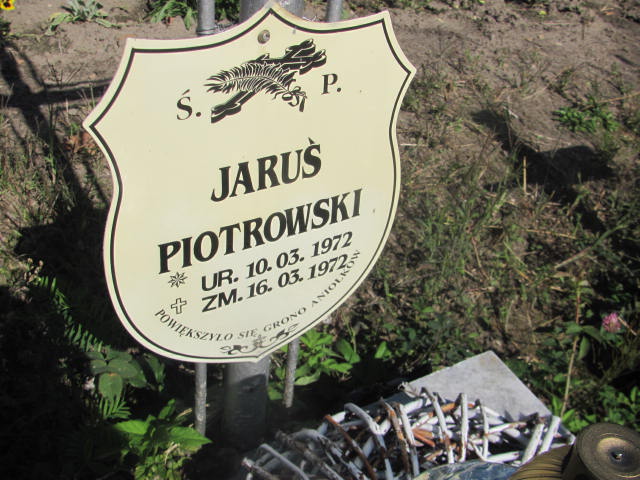 Ś. P.
JARUŚ
PIOTROWSKI
UR. 10. 03. 1972
ZM. 16. 03. 1972
POWIĘKSZYŁO SIĘ GRONO ANIOŁKÓW